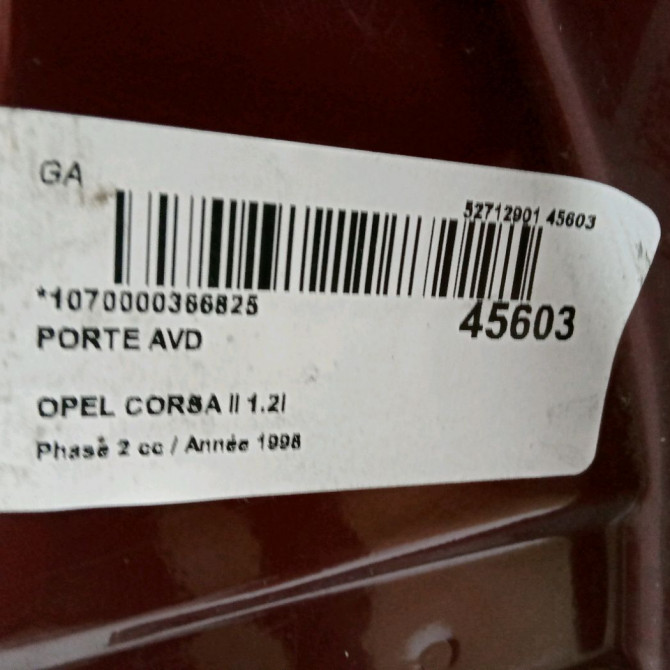 GA
52712901 45603
*1070000366825
45603
PORTE AVD
OPEL CORSA II 1.2I
Phase 2 cc / Année 1998